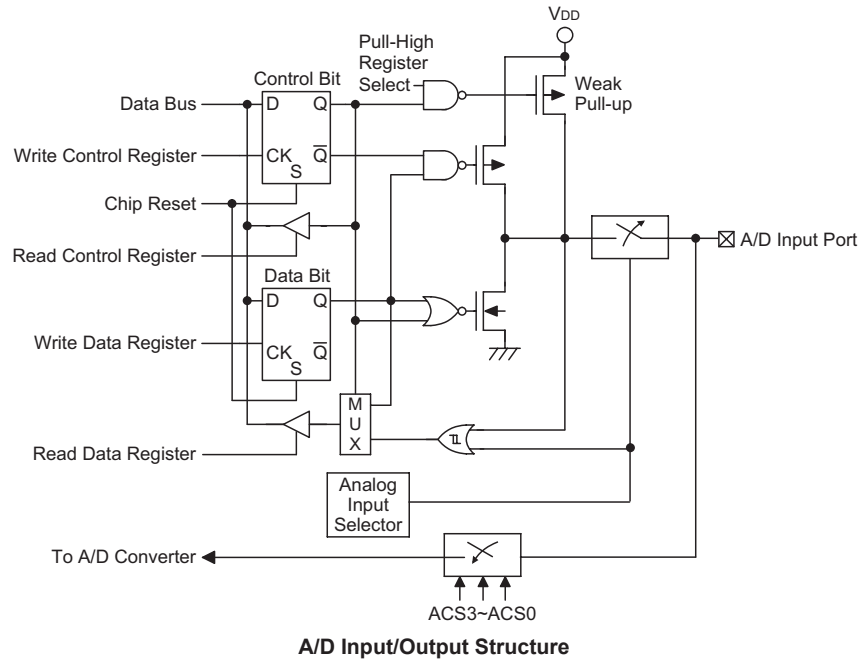 VDD
Pull-High
Register
Select
Weak
Pull-up
Control Bit
Data Bus
D
Q
Write Control Register
CK
Q
S
Chip Reset
Read Control Register
A/D Input Port
Data Bit
D
Q
Write Data Register
CK
Q
S
M
U
X
Read Data Register
Analog
Input
Selector
To A/D Converter
ACS3~ACS0
A/D Input/Output Structure